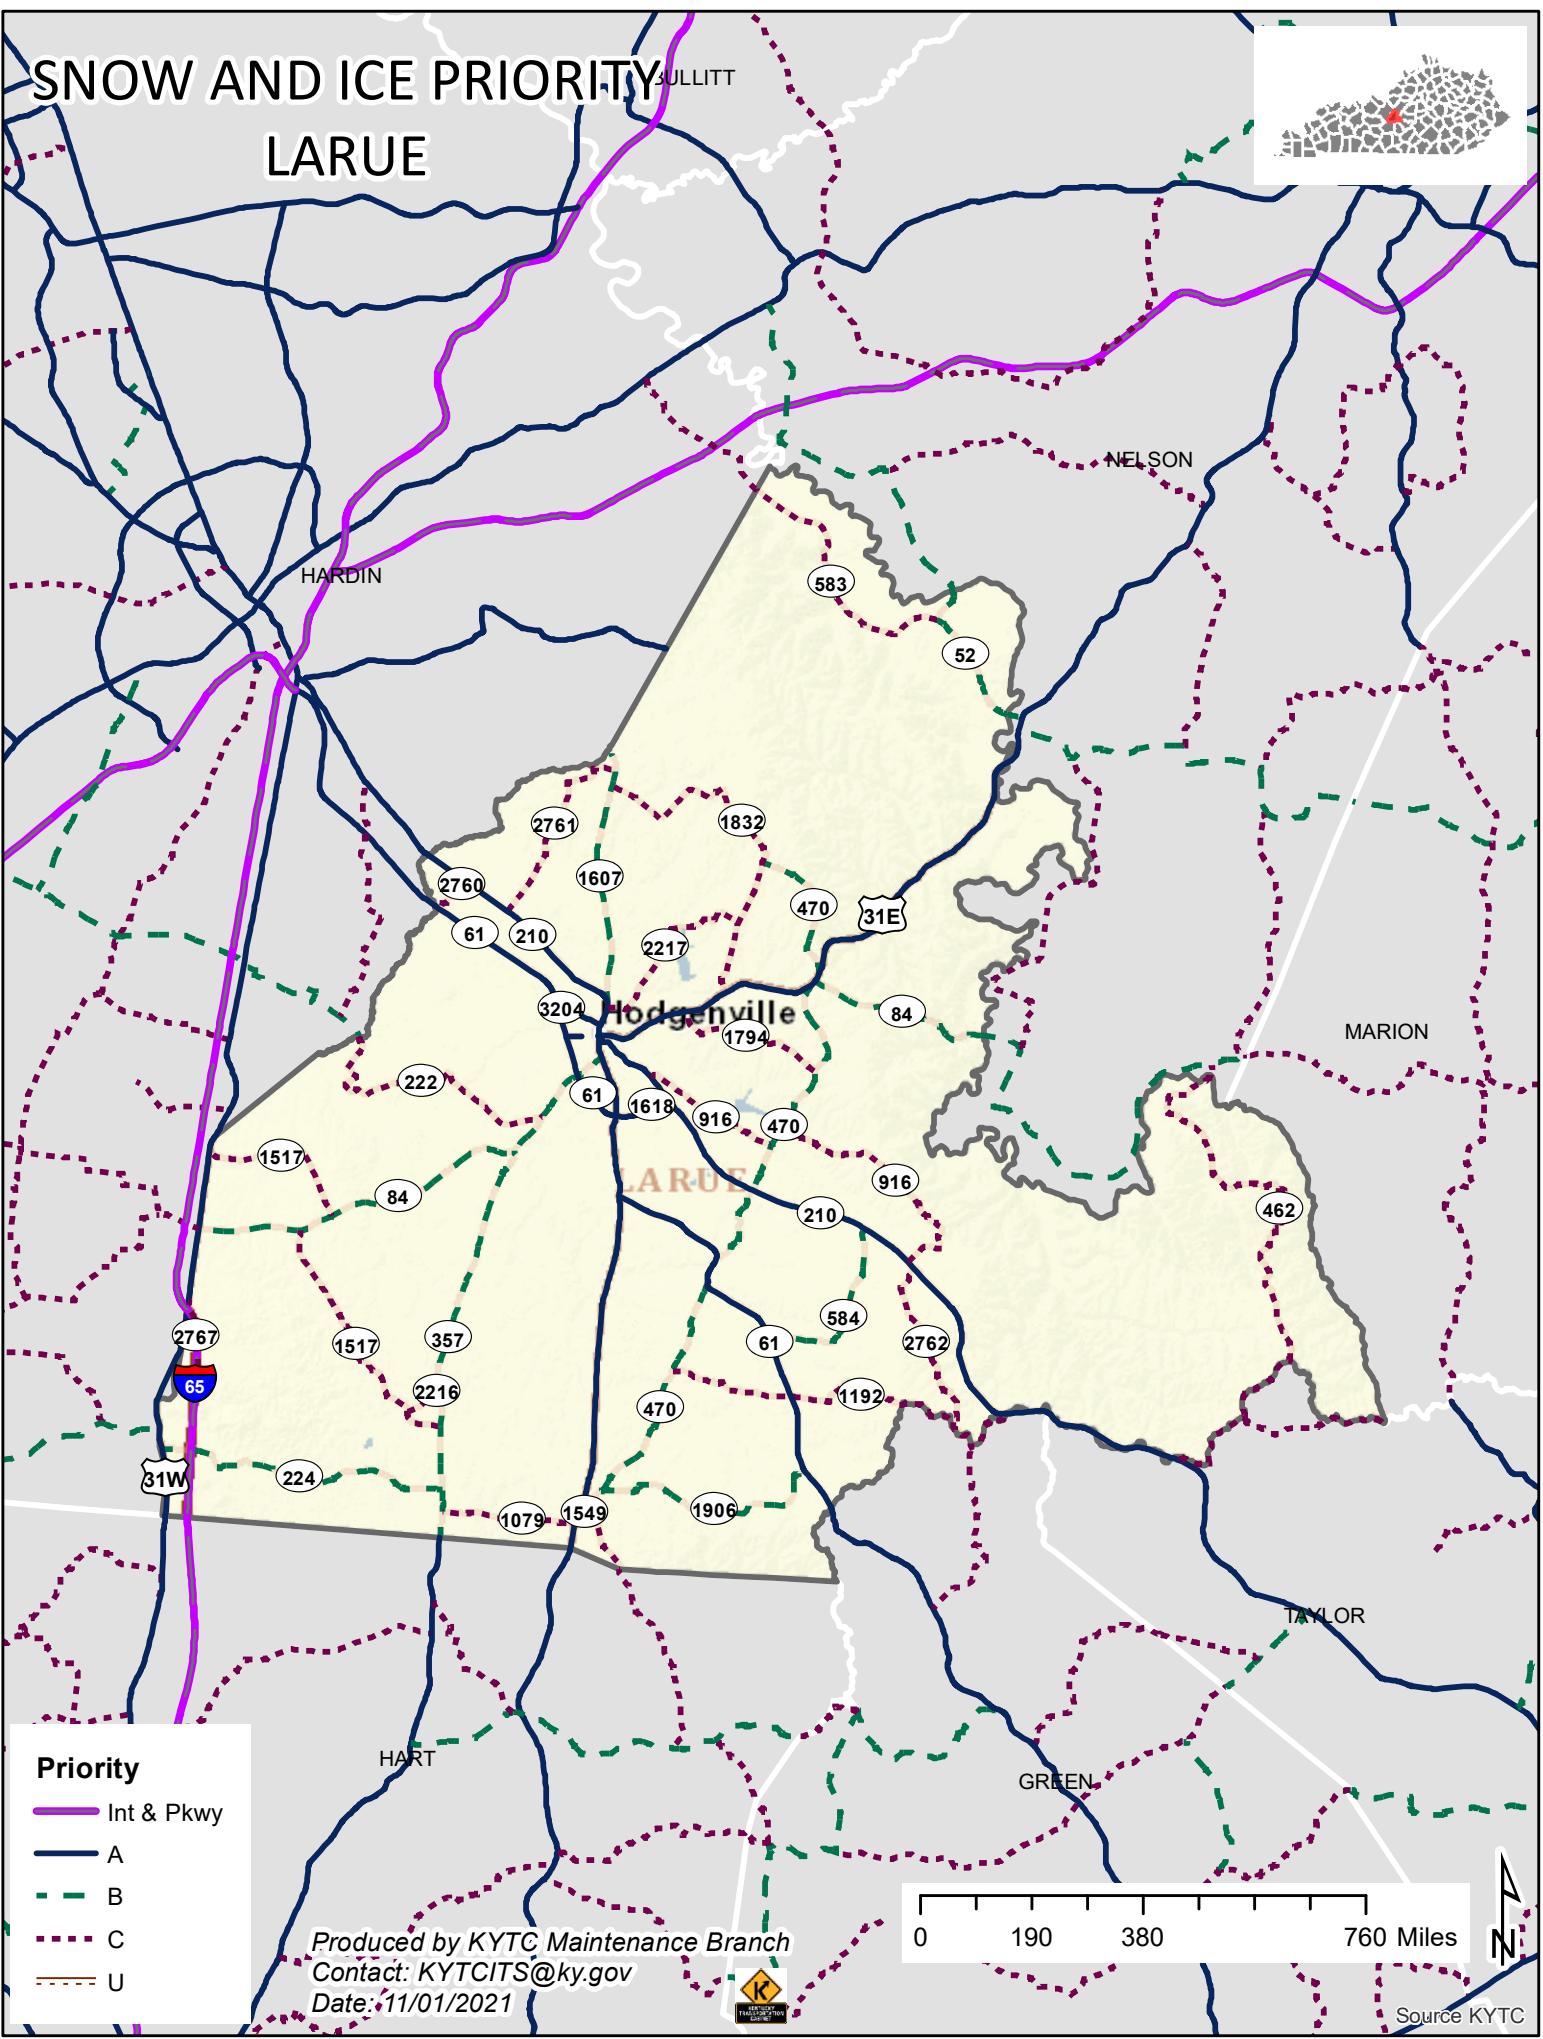 SNOW AND ICE PRIORITY
LARUE
BULLITT
NELSON
HARDIN
583
52
2761
1832
1607
2760
470
31E
61
210
2217
3204
Hodgenville
84
1794
MARION
222
61
1618
916
470
1517
LARUE
916
84
462
210
584
2767
1517
357
61
2762
65
2216
1192
470
31W
224
1079
1549
1906
TAYLOR
HART
GREEN
Priority
Int & Pkwy
A
B
C
U
0 190 380 760 Miles
N
Produced by KYTC Maintenance Branch
Contact: KYTCITS@ky.gov
Date: 11/01/2021
KENTUCKY
TRANSPORTATION
CABINET
Source KYTC